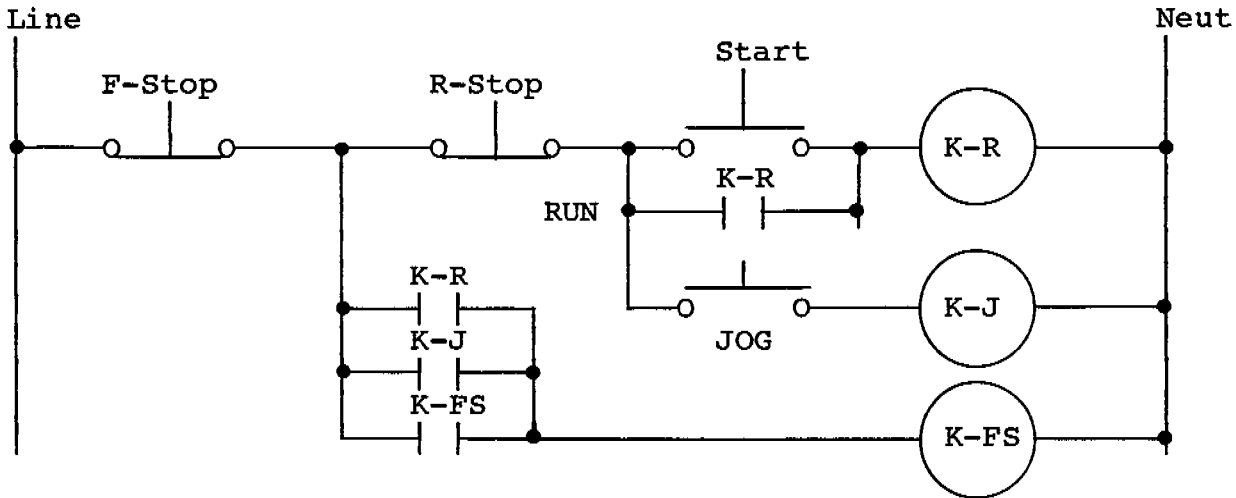 Line
Neut
Start
F-Stop
R-Stop
K-R
K-R
RUN
K-R
K-J
K-J
JOG
K-FS
K-FS